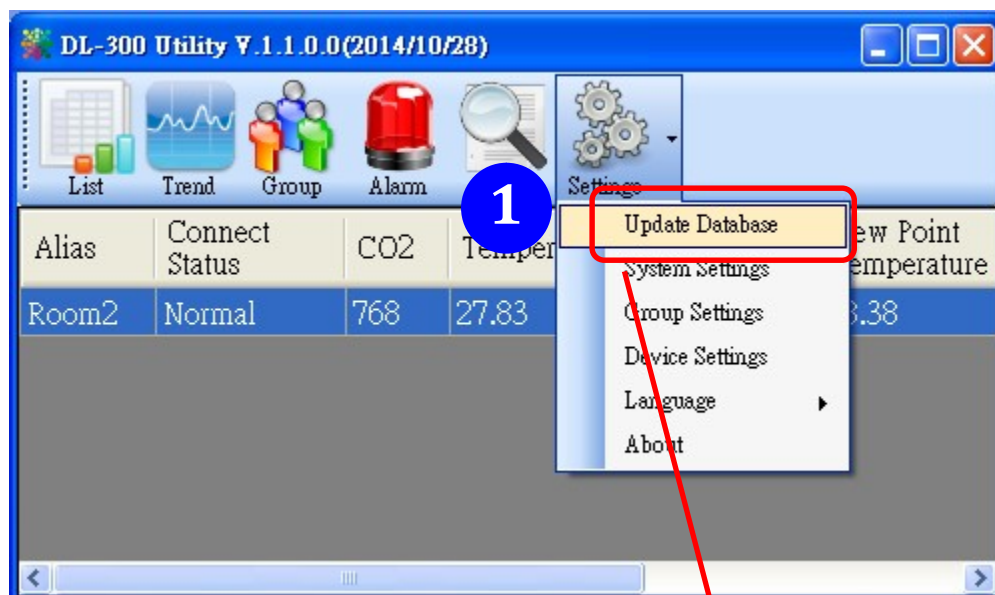 DL-300 Utility V.1.1.0.0(2014/10/28)
List Trend Group Alarm Settings
1
Alias Connect Status CO2 Temper ew Point emperature
Update Database
System Settings
Room2 Normal 768 27.83 3.38
Group Settings
Device Settings
Language
About